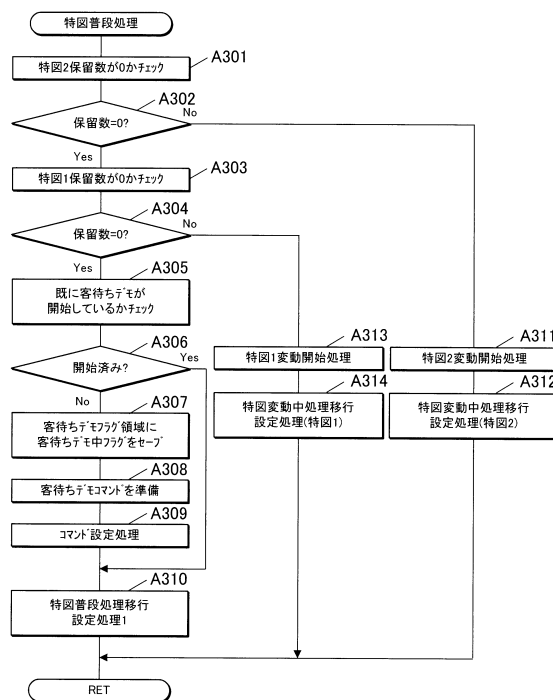 特図普段処理
特図2保留数が0かチェック
A301
保留数=0?
A302
No
Yes
特図1保留数が0かチェック
A303
保留数=0?
A304
No
Yes
既に客待ちデモが
開始しているかチェック
A305
開始済み?
A306
Yes
No
客待ちデモフラグ領域に
客待ちデモ中フラグをセーブ
A307
客待ちデモコマンドを準備
A308
コマンド設定処理
A309
特図普段処理移行
設定処理1
A310
特図1変動開始処理
A313
特図変動中処理移行
設定処理(特図1)
A314
特図2変動開始処理
A311
特図変動中処理移行
設定処理(特図2)
A312
RET